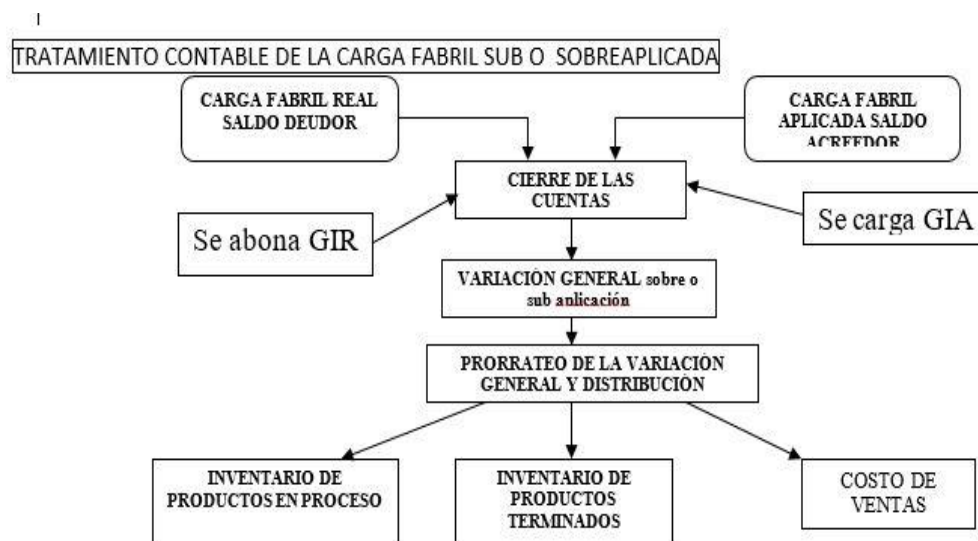 TRATAMIENTO CONTABLE DE LA CARGA FABRIL SUB O SOBREAPLICADA
CARGA FABRIL REAL
SALDO DEUDOR
CARGA FABRIL
APLICADA SALDO
ACREEDOR
CIERRE DE LAS
CUENTAS
Se abona GIR
Se carga GIA
VARIACIÓN GENERAL sobre o
sub aplicación
PRORRATEO DE LA VARIACIÓN
GENERAL Y DISTRIBUCIÓN
INVENTARIO DE
PRODUCTOS EN PROCESO
INVENTARIO DE
PRODUCTOS
TERMINADOS
COSTO DE
VENTAS